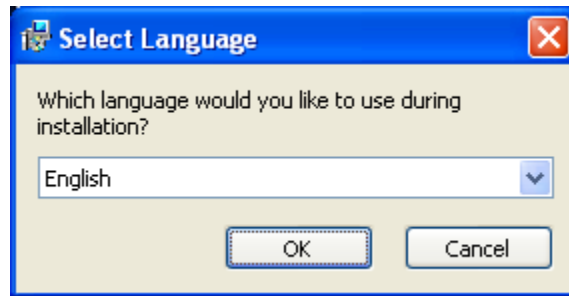 Select Language
Which language would you like to use during
installation?
English
OK
Cancel